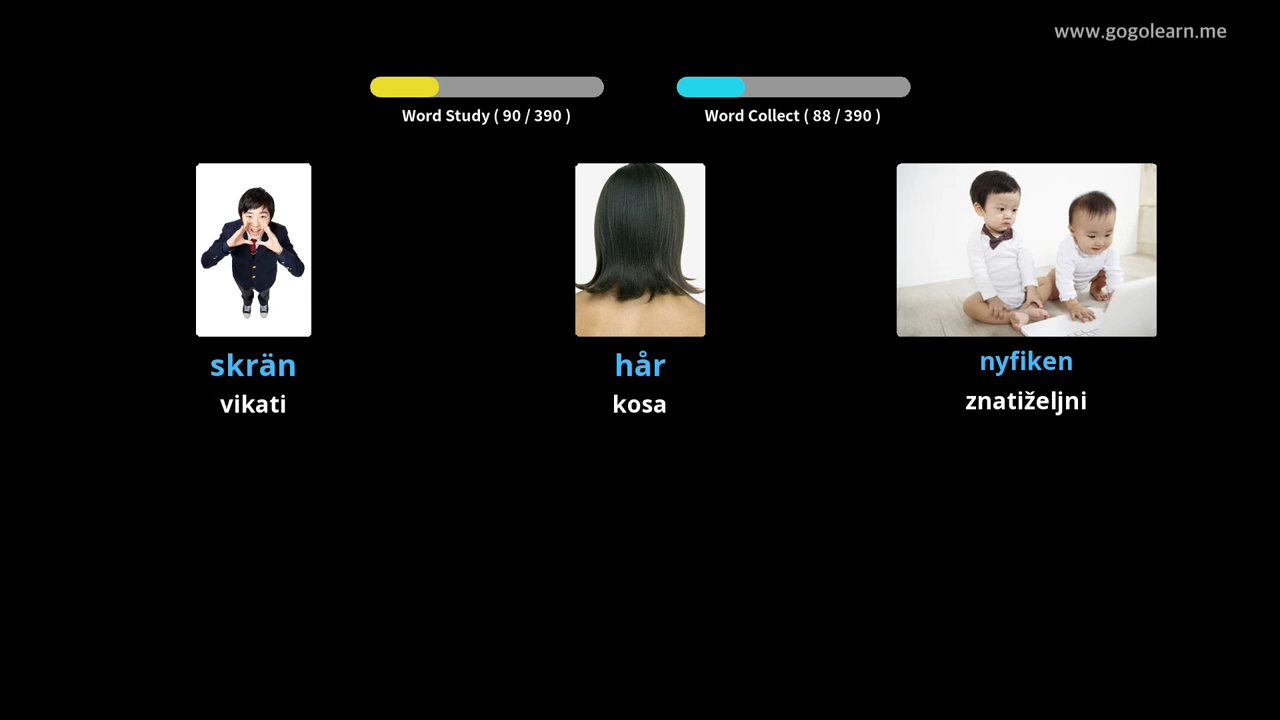 www.gogolearn.me
Word Study ( 90 / 390 )
Word Collect ( 88 / 390 )
skrän
vikati
hår
kosa
nyfiken
znatiželjni